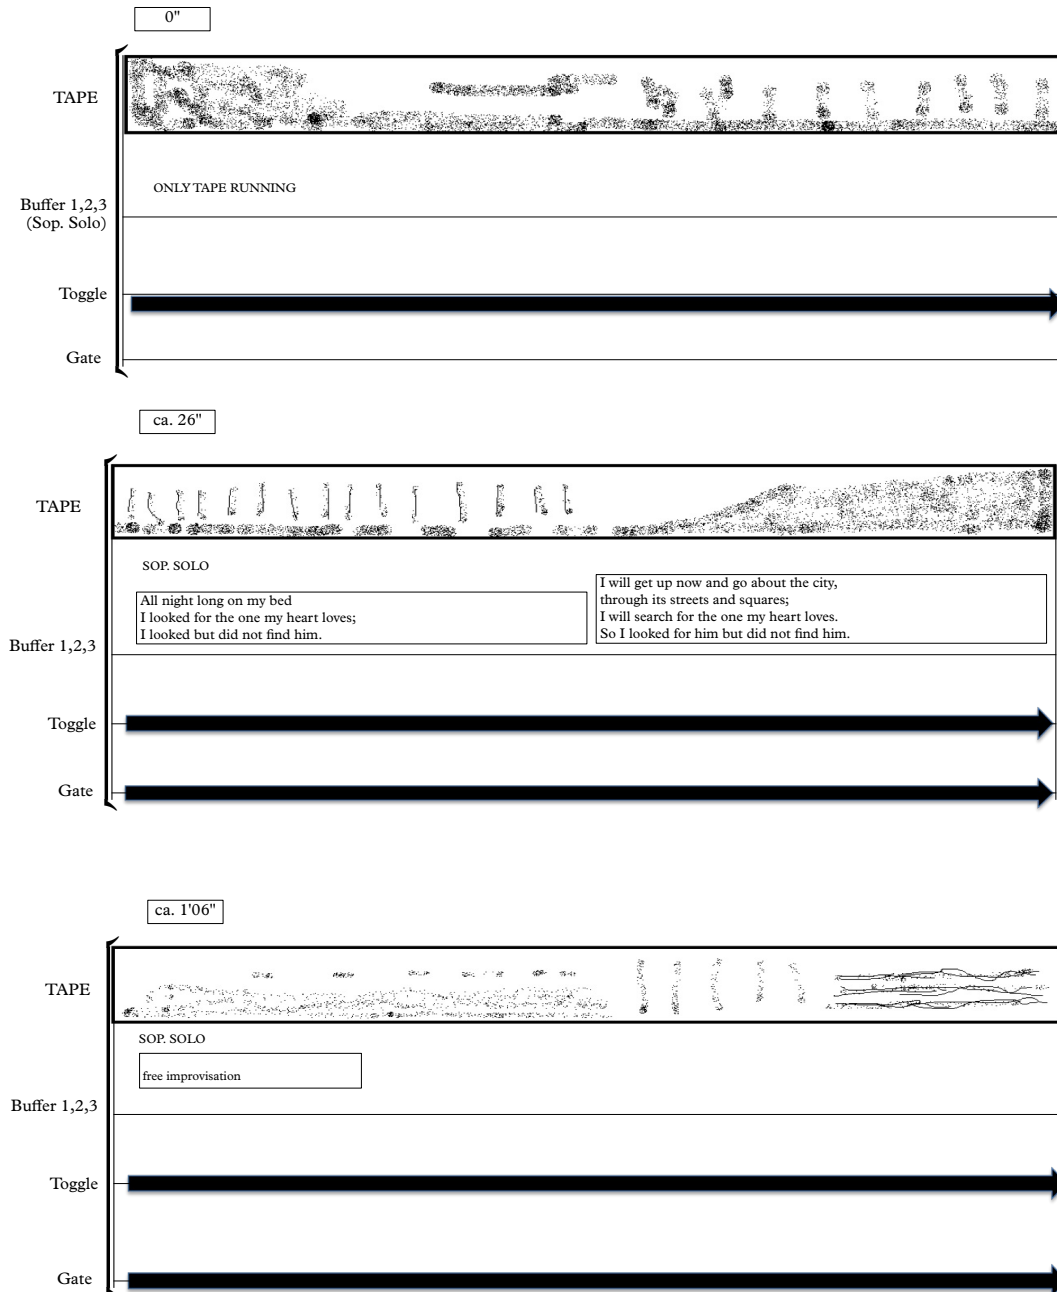 0"
TAPE
ONLY TAPE RUNNING
Buffer 1,2,3
(Sop. Solo)
Toggle
Gate
ca. 26"
TAPE
SOP. SOLO
All night long on my bed
I looked for the one my heart loves;
I looked but did not find him.
I will get up now and go about the city,
through its streets and squares;
I will search for the one my heart loves.
So I looked for him but did not find him.
Buffer 1,2,3
Toggle
Gate
ca. 1'06"
TAPE
SOP. SOLO
free improvisation
Buffer 1,2,3
Toggle
Gate